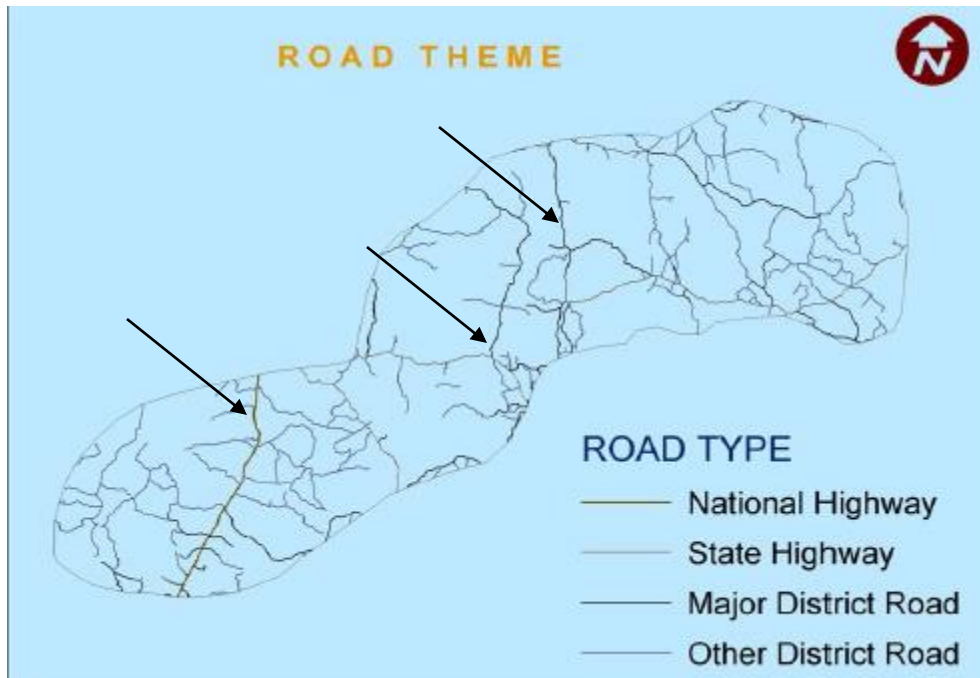 ROAD THEME
N
ROAD TYPE
National Highway
State Highway
Major District Road
Other District Road